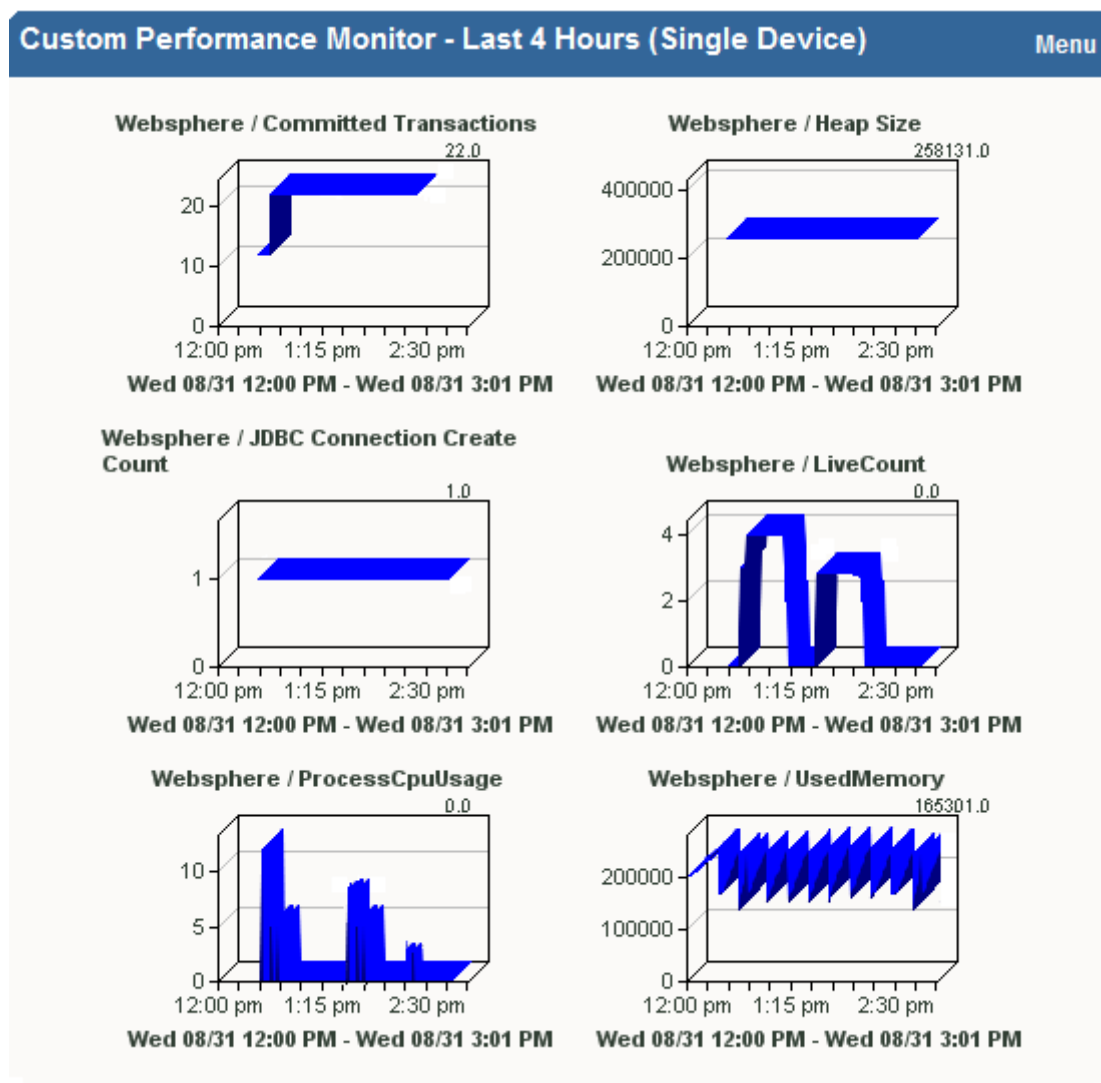 Custom Performance Monitor - Last 4 Hours (Single Device)
Menu
Websphere / Committed Transactions
22.0
20
10
0
12:00 pm 1:15 pm 2:30 pm
Wed 08/31 12:00 PM - Wed 08/31 3:01 PM
Websphere / Heap Size
258131.0
400000
200000
0
12:00 pm 1:15 pm 2:30 pm
Wed 08/31 12:00 PM - Wed 08/31 3:01 PM
Websphere / JDBC Connection Create
Count
1.0
1
0
12:00 pm 1:15 pm 2:30 pm
Wed 08/31 12:00 PM - Wed 08/31 3:01 PM
Websphere / LiveCount
0.0
4
2
0
12:00 pm 1:15 pm 2:30 pm
Wed 08/31 12:00 PM - Wed 08/31 3:01 PM
Websphere / ProcessCpuUsage
0.0
10
5
0
12:00 pm 1:15 pm 2:30 pm
Wed 08/31 12:00 PM - Wed 08/31 3:01 PM
Websphere / UsedMemory
165301.0
200000
100000
0
12:00 pm 1:15 pm 2:30 pm
Wed 08/31 12:00 PM - Wed 08/31 3:01 PM